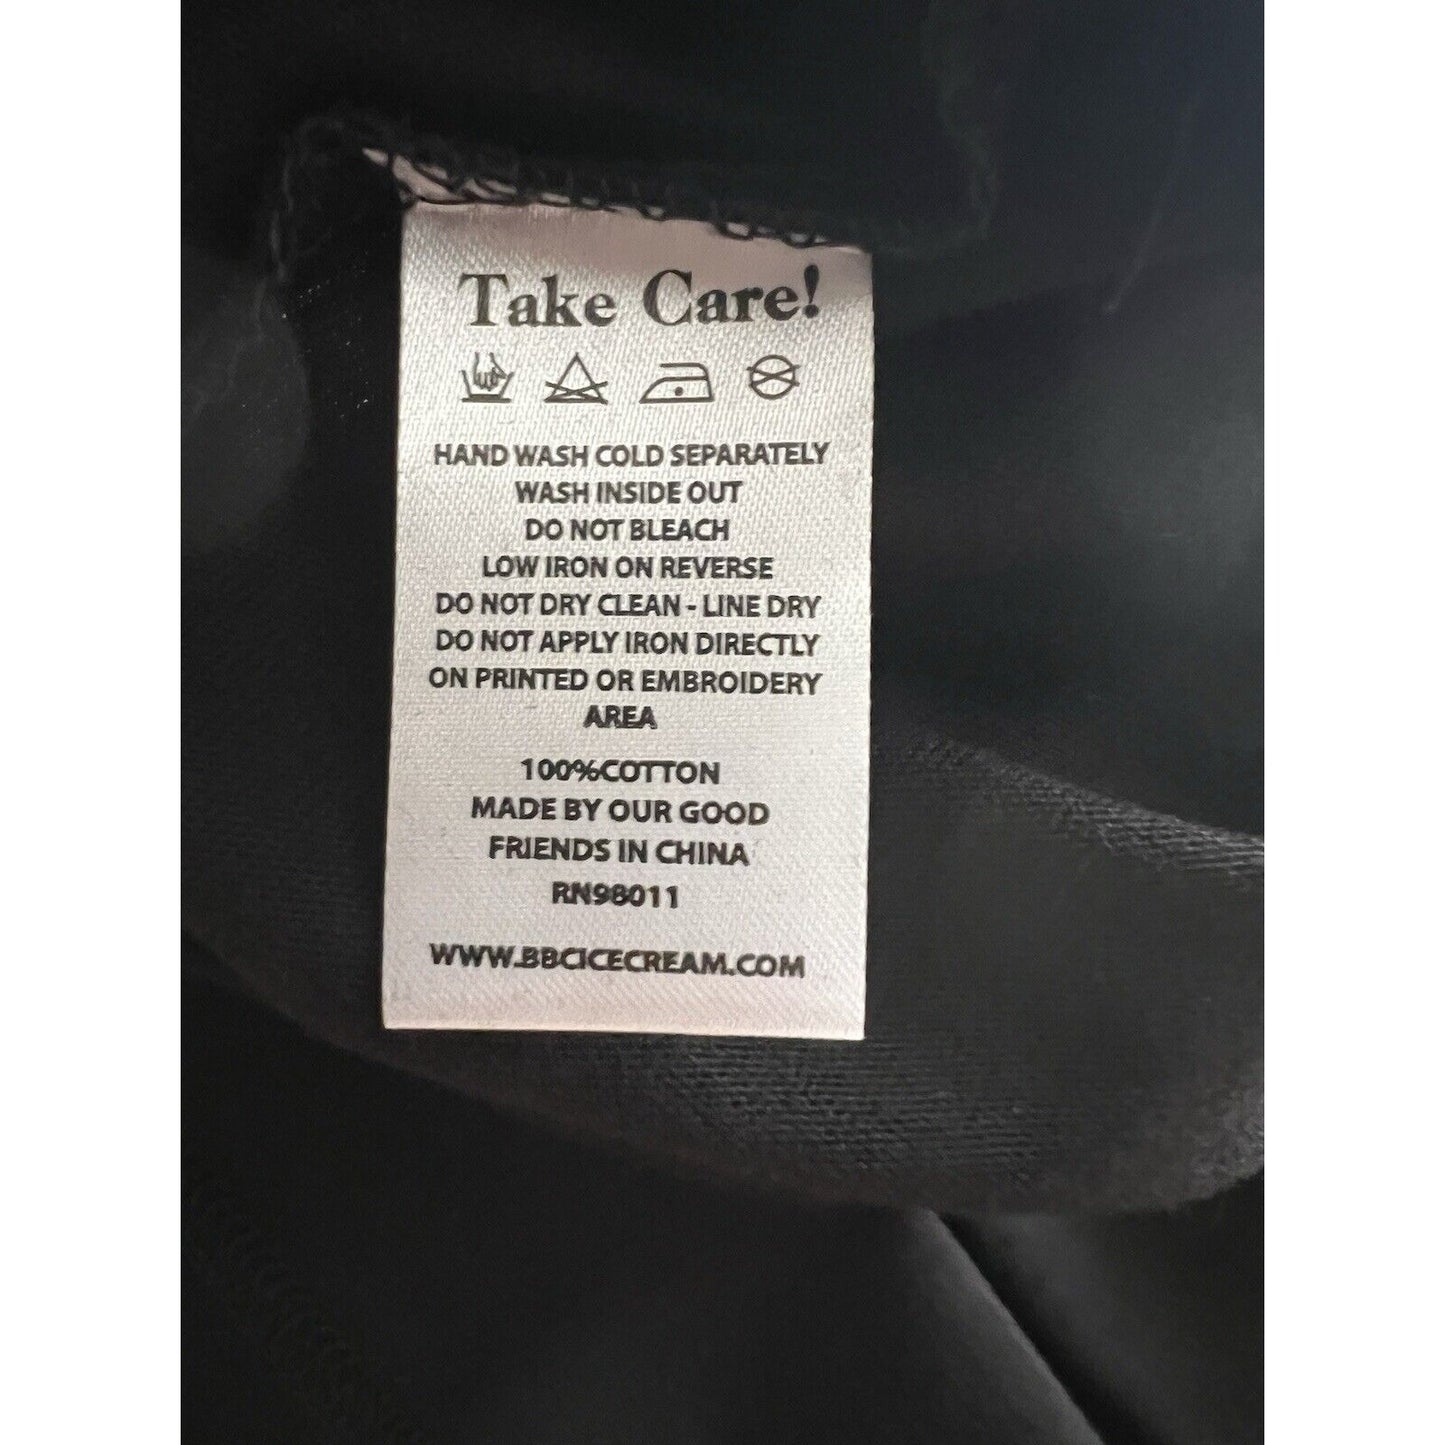 Take Care!
HAND WASH COLD SEPARATELY
WASH INSIDE OUT
DO NOT BLEACH
LOW IRON ON REVERSE
DO NOT DRY CLEAN - LINE DRY
DO NOT APPLY IRON DIRECTLY
ON PRINTED OR EMBROIDERY
AREA
100%COTTON
MADE BY OUR GOOD
FRIENDS IN CHINA
RN98011
WWW.BBCICECREAM.COM